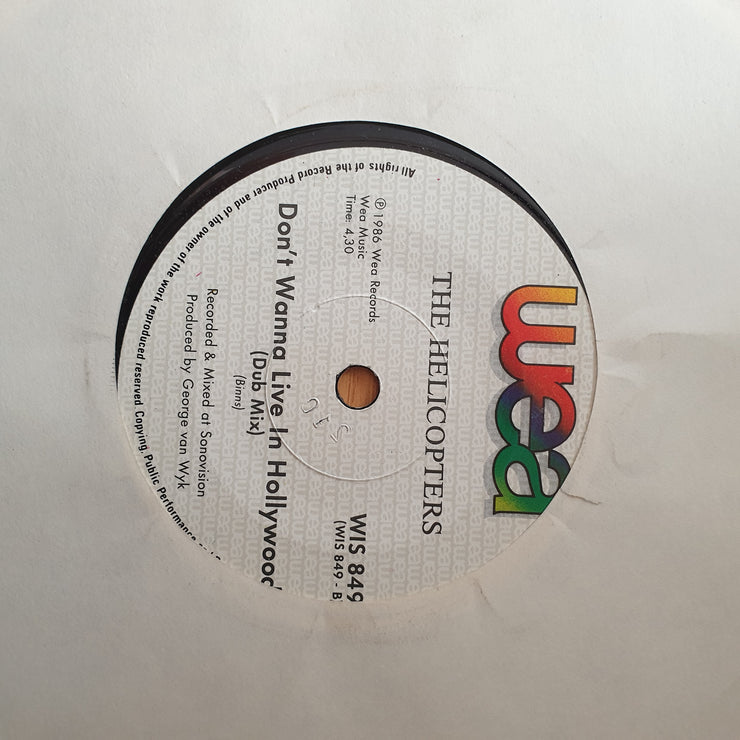 wea
THE HELICOPTERS
℗ 1986 Wea Records
Wea Music
Time: 4,30
WIS 849
(WIS 849 - B
Don't Wanna Live In Hollywood
(Dub Mix)
(Binns)
Recorded & Mixed at Sonovision
Produced by George van Wyk
All rights of the Record Producer and of the owner of the work reproduced reserved. Copying, Public Performance